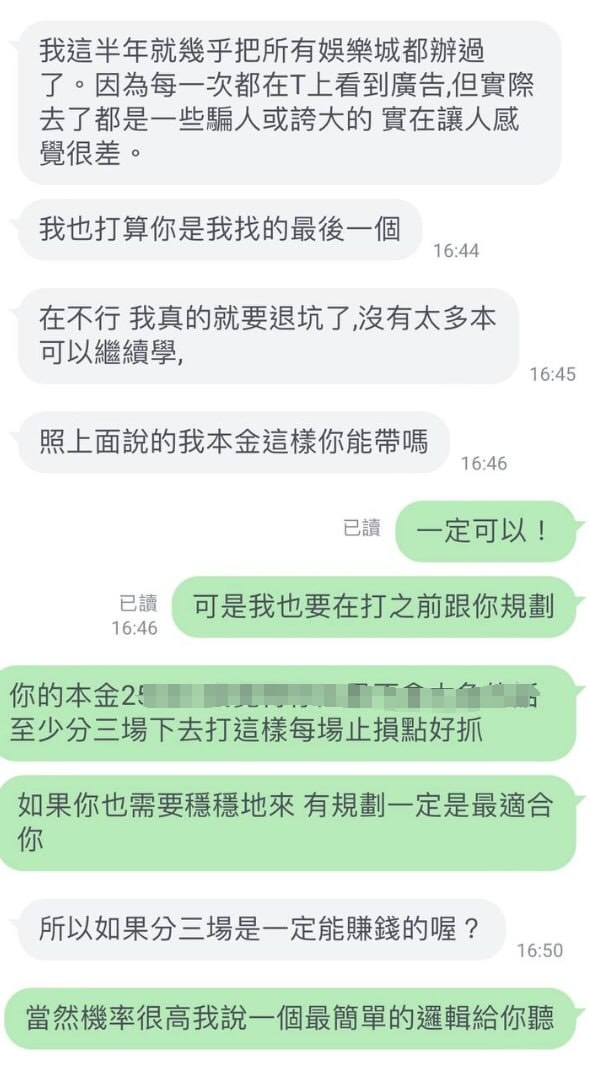 我這半年就幾乎把所有娛樂城都辦過
了。因為每一次都在T上看到廣告,但實際
去了都是一些騙人或誇大的 實在讓人感
覺很差。
我也打算你是我找的最後一個
16:44
在不行 我真的就要退坑了,沒有太多本
可以繼續學,
16:45
照上面說的我本金這樣你能帶嗎
16:46
已讀
一定可以！
已讀
16:46
可是我也要在打之前跟你規劃
你的本金25
至少分三場下去打這樣每場止損點好抓
如果你也需要穩穩地來 有規劃一定是最適合
你
所以如果分三場是一定能賺錢的喔？
16:50
當然機率很高我說一個最簡單的邏輯給你聽